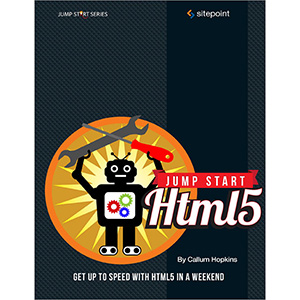 JUMP START SERIES
sitepoint
JUMP START
Html5
By Callum Hopkins
GET UP TO SPEED WITH HTML5 IN A WEEKEND